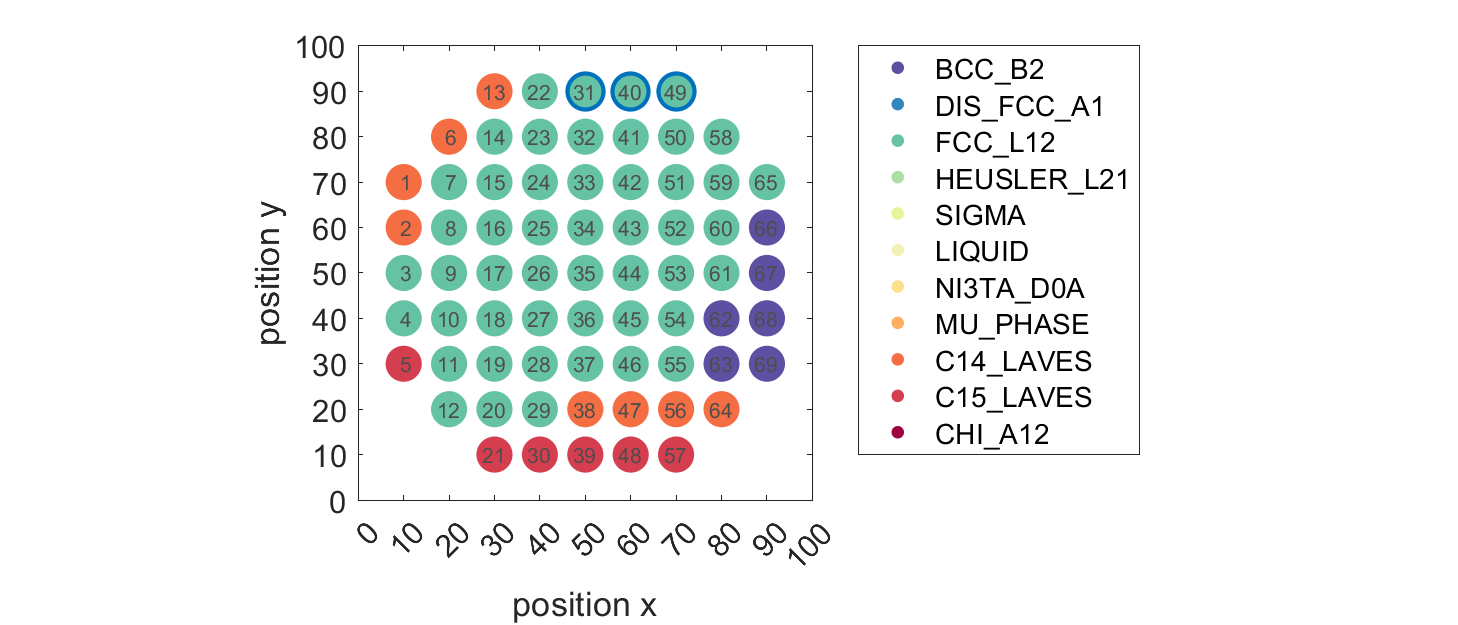 100
90
80
70
60
50
40
30
20
10
0
position y
13 22 31 40 49
6 14 23 32 41 50 58
1 7 15 24 33 42 51 59 65
2 8 16 25 34 43 52 60 66
3 9 17 26 35 44 53 61 67
4 10 18 27 36 45 54 62 68
5 11 19 28 37 46 55 63 69
12 20 29 38 47 56 64
21 30 39 48 57
0 10 20 30 40 50 60 70 80 90 100
position x
BCC_B2
DIS_FCC_A1
FCC_L12
HEUSLER_L21
SIGMA
LIQUID
NI3TA_D0A
MU_PHASE
C14_LAVES
C15_LAVES
CHI_A12